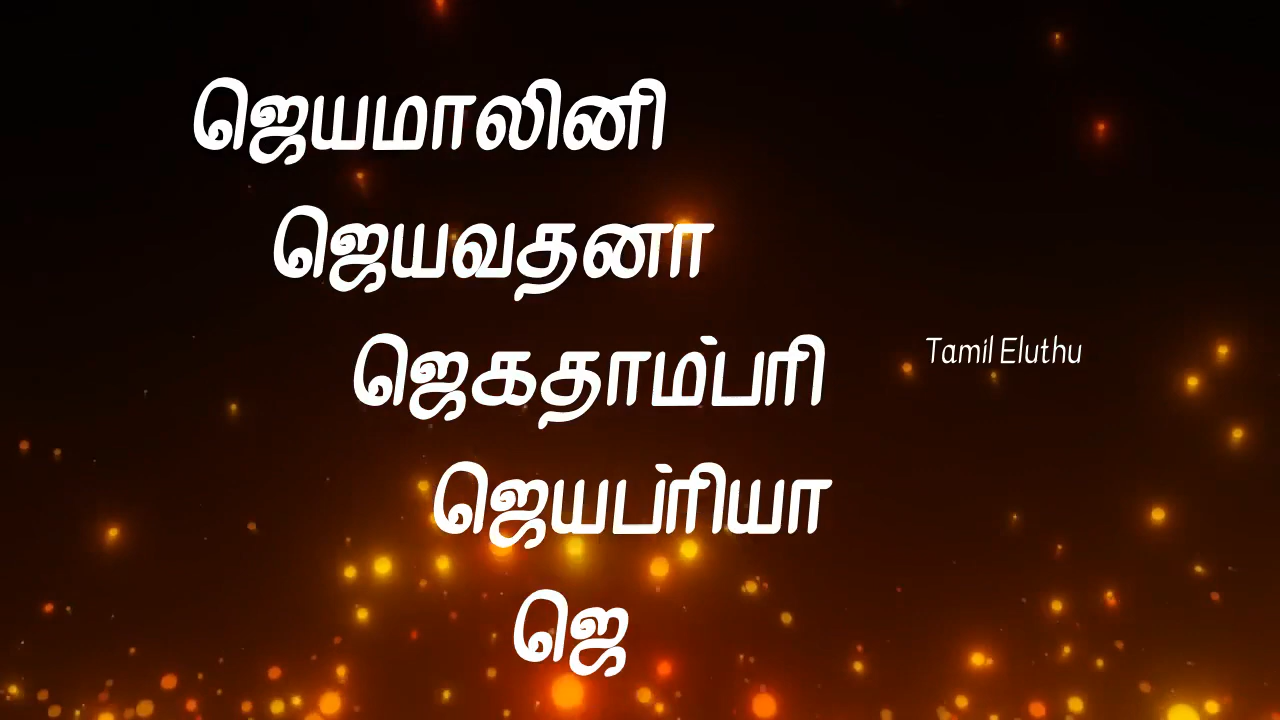 ஜெயமாலினி
ஜெயவதனா
ஜெகதாம்பரி
Tamil Eluthu
ஜெயப்ரியா
ஜெ